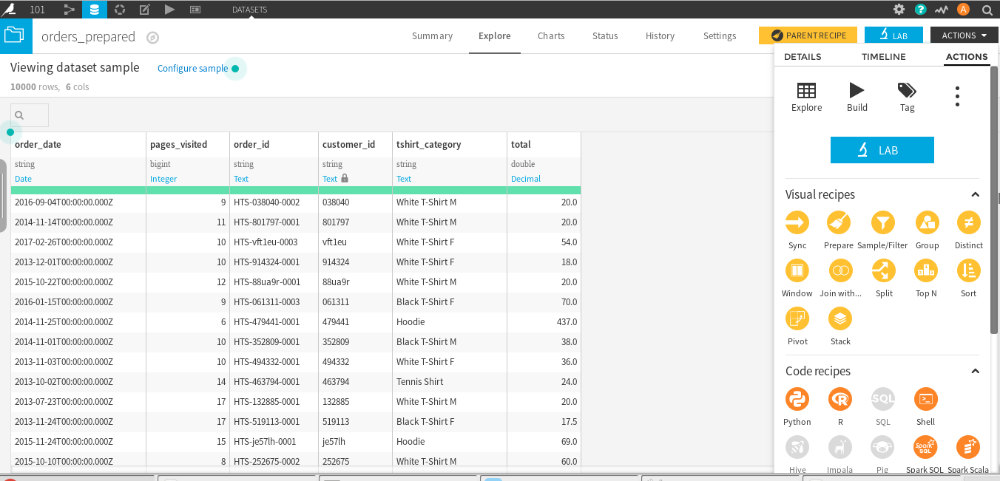 101 DATASETS A
orders_prepared Summary Explore Charts Status History Settings PARENT RECIPE LAB ACTIONS
DETAILS TIMELINE ACTIONS
Viewing dataset sample Configure sample
10000 rows, 6 cols
Explore Build Tag
LAB
order_date pages_visited order_id customer_id tshirt_category total
string bigint string string string double
Date Integer Text Text Text Decimal
2016-09-04T00:00:00.000Z 9 HTS-038040-0002 038040 White T-Shirt M 20.0
2014-11-14T00:00:00.000Z 11 HTS-801797-0001 801797 White T-Shirt M 20.0
2017-02-26T00:00:00.000Z 10 HTS-vft1eu-0003 vft1eu White T-Shirt F 54.0
2013-12-01T00:00:00.000Z 10 HTS-914324-0001 914324 White T-Shirt F 18.0
2015-10-22T00:00:00.000Z 12 HTS-88ua9r-0001 88ua9r White T-Shirt M 20.0
2016-01-15T00:00:00.000Z 9 HTS-061311-0003 061311 Black T-Shirt F 70.0
2014-11-25T00:00:00.000Z 6 HTS-479441-0001 479441 Hoodie 437.0
2014-11-01T00:00:00.000Z 10 HTS-352809-0001 352809 Black T-Shirt M 38.0
2013-11-03T00:00:00.000Z 10 HTS-494332-0001 494332 White T-Shirt F 36.0
2013-10-02T00:00:00.000Z 14 HTS-463794-0001 463794 Tennis Shirt 24.0
2013-07-23T00:00:00.000Z 17 HTS-132885-0001 132885 White T-Shirt M 20.0
2013-11-24T00:00:00.000Z 17 HTS-519113-0001 519113 Black T-Shirt F 17.5
2015-11-24T00:00:00.000Z 15 HTS-je57lh-0001 je57lh Hoodie 69.0
2015-10-10T00:00:00.000Z 8 HTS-252675-0002 252675 White T-Shirt M 60.0
Visual recipes
Sync Prepare Sample/Filter Group Distinct
Window Join with... Split Top N Sort
Pivot Stack
Code recipes
SQL
Python R SQL Shell
Spark SQL
Hive Impala Pig Spark SQL Spark Scala